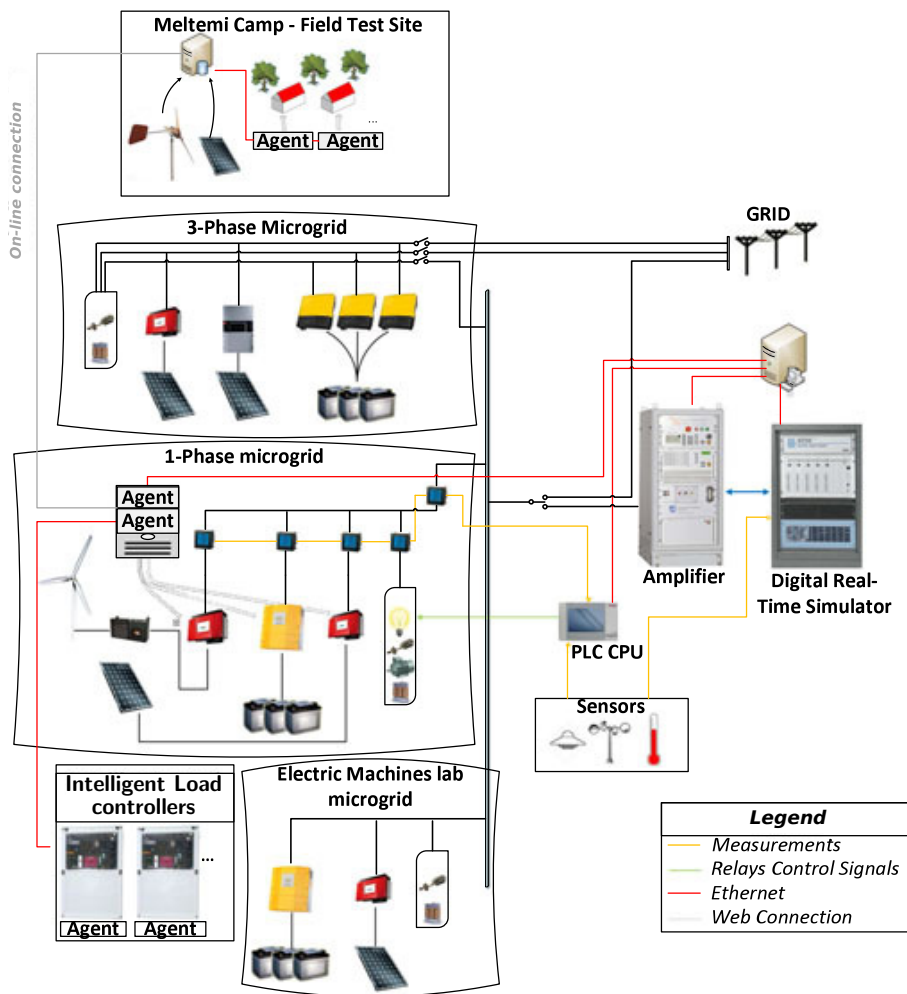 Meltemi Camp - Field Test Site
Agent
Agent
...
On-line connection
3-Phase Microgrid
GRID
1-Phase microgrid
Agent
Agent
Amplifier
Digital Real-
Time Simulator
PLC CPU
Sensors
Intelligent Load
controllers
...
Agent
Agent
Electric Machines lab
microgrid
Legend
Measurements
Relays Control Signals
Ethernet
Web Connection